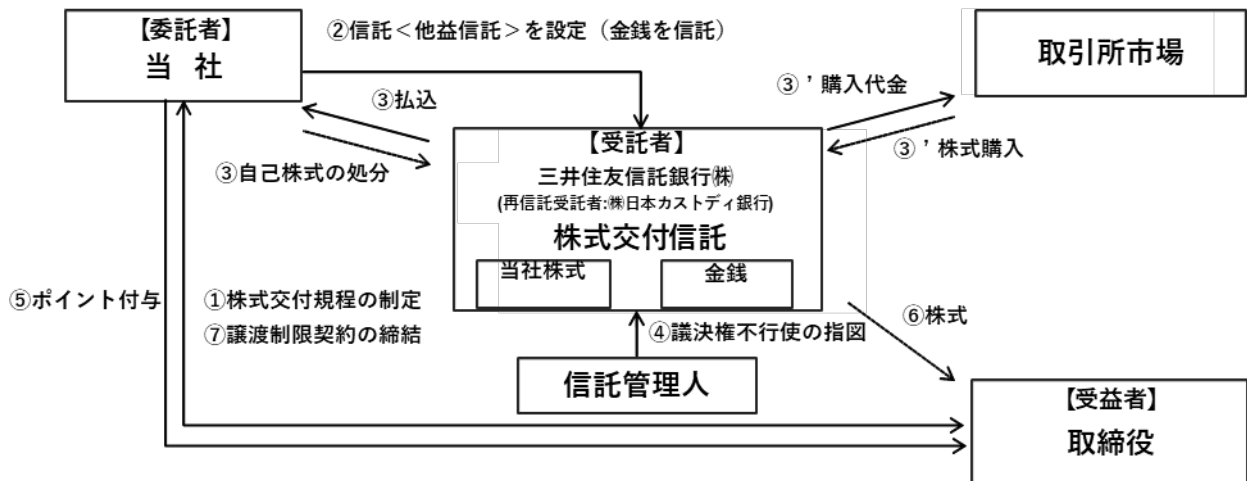 【委託者】
当 社
②信託＜他益信託＞を設定（金銭を信託）
取引所市場
③払込
③自己株式の処分
③’購入代金
③’株式購入
【受託者】
三井住友信託銀行㈱
(再信託受託者:㈱日本カストディ銀行)
株式交付信託
当社株式
金銭
⑤ポイント付与
①株式交付規程の制定
⑦譲渡制限契約の締結
④議決権不行使の指図
⑥株式
信託管理人
【受益者】
取締役